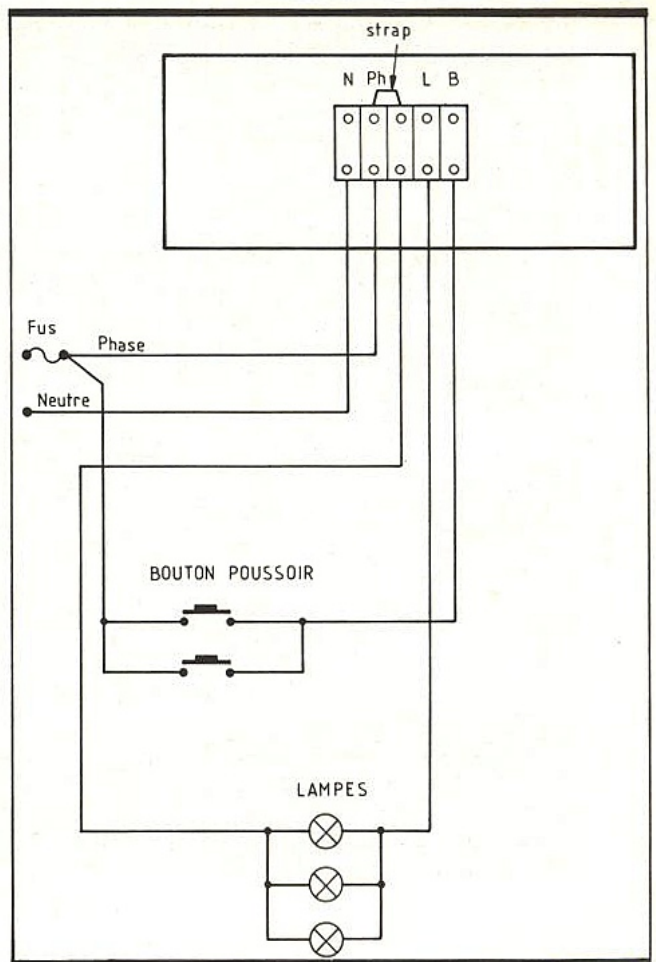 strap
N Ph L B
Fus
Phase
Neutre
BOUTON POUSSOIR
LAMPES